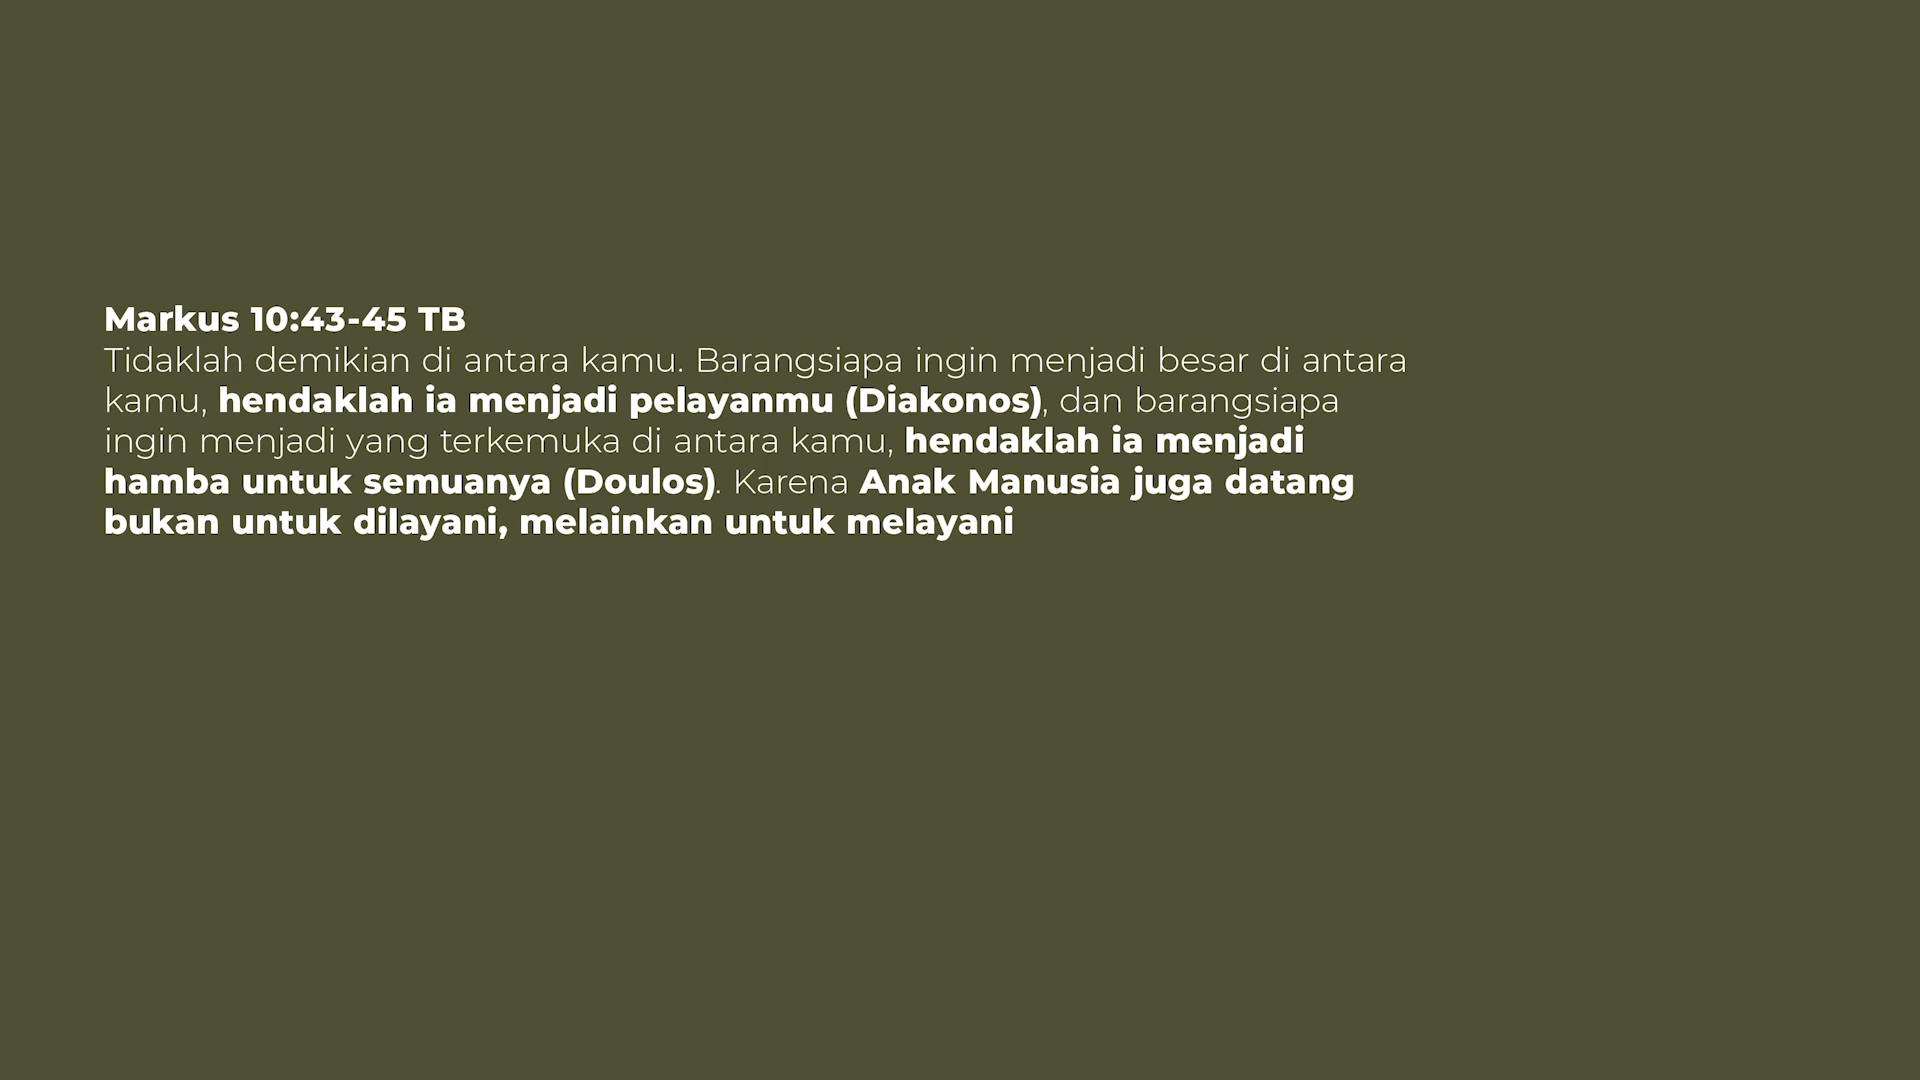 Markus 10:43-45 TB
Tidaklah demikian di antara kamu. Barangsiapa ingin menjadi besar di antara
kamu, hendaklah ia menjadi pelayanmu (Diakonos), dan barangsiapa
ingin menjadi yang terkemuka di antara kamu, hendaklah ia menjadi
hamba untuk semuanya (Doulos). Karena Anak Manusia juga datang
bukan untuk dilayani, melainkan untuk melayani